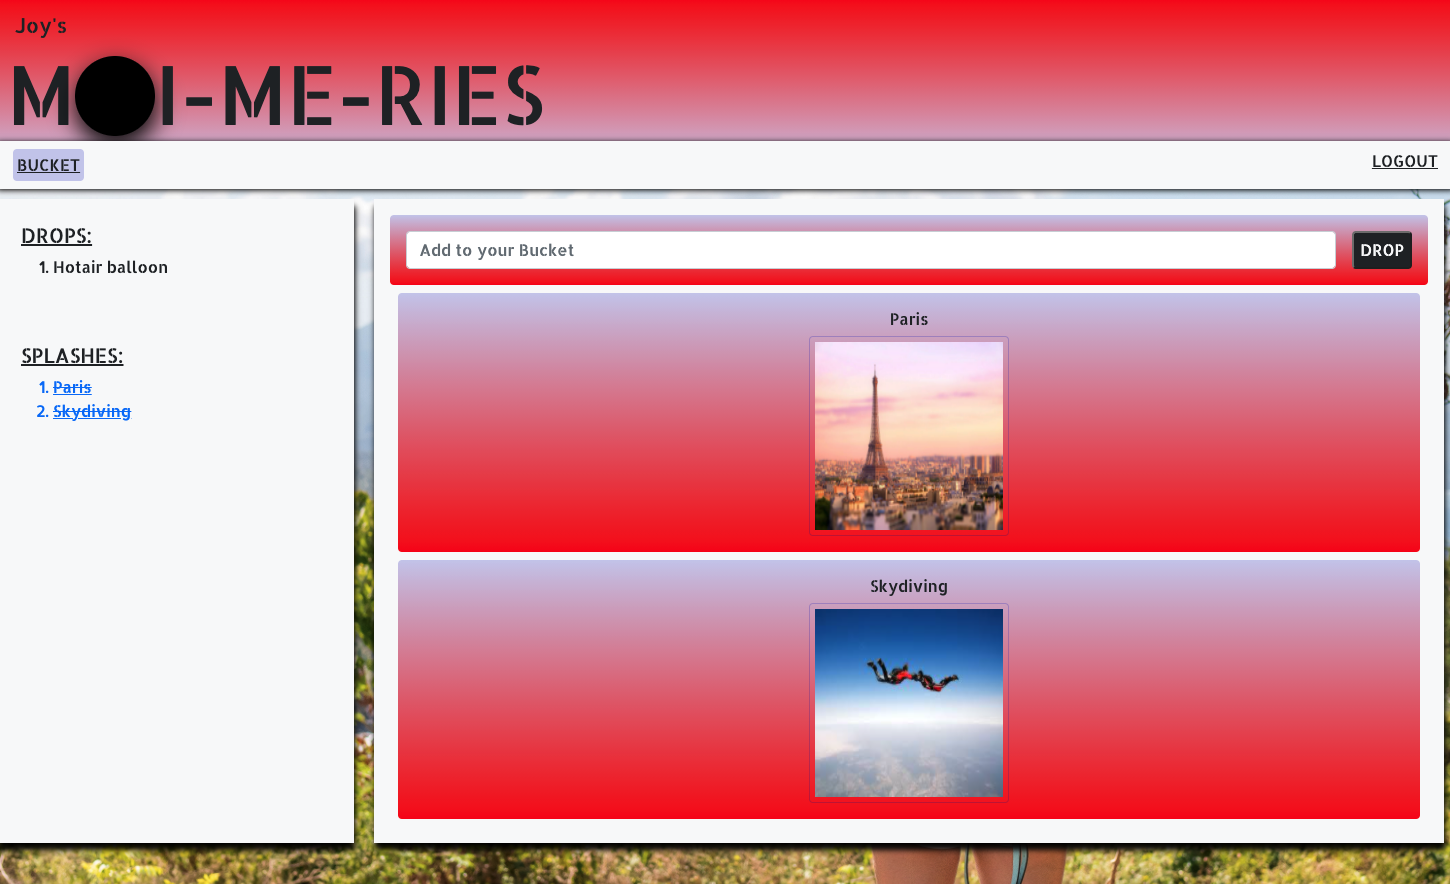 Joy's
M I-ME-RIES
BUCKET
LOGOUT
DROPS:
1. Hotair balloon
SPLASHES:
1. Paris
2. Skydiving
Add to your Bucket
DROP
Paris
Skydiving